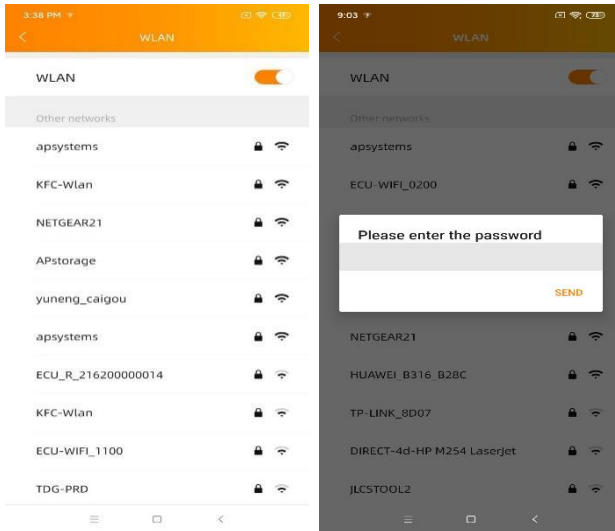 3:38 PM
WLAN
WLAN
Other networks
apsystems
KFC-Wlan
NETGEAR21
APstorage
yuneng_caigou
apsystems
ECU_R_216200000014
KFC-Wlan
ECU-WIFI_1100
TDG-PRD
9:03
WLAN
WLAN
Other networks
apsystems
ECU-WIFI_0200
Please enter the password
SEND
NETGEAR21
HUAWEI_B316_B28C
TP-LINK_8D07
DIRECT-4d-HP M254 LaserJet
JLCSTOOL2